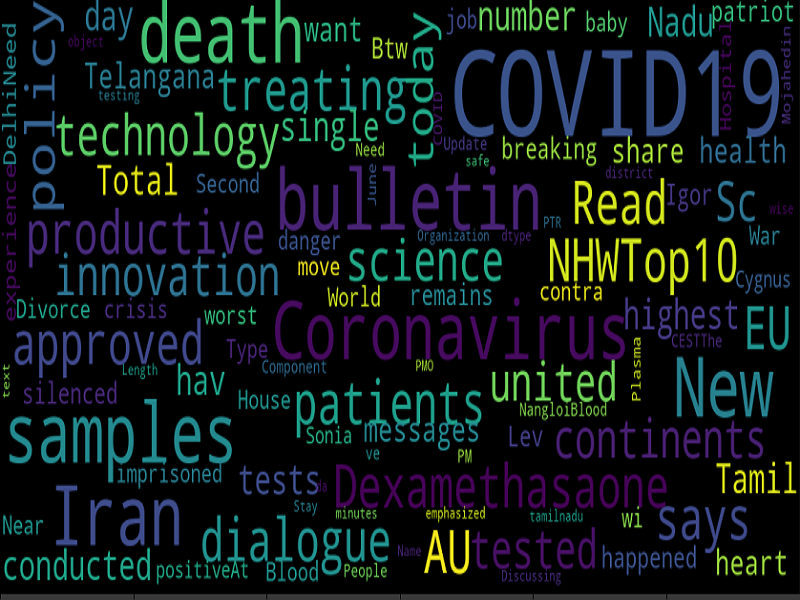 DelhiNeed
policy
day
object
death
want
Btw
today
job
number
baby
Nadu
patriot
Telangana
testing
treating
COVID
COVID19
Hospital
Mojahedin
technology
single
Need
Update
safe
breaking
share
health
Total
Second
June
bulletin
district
Read
Igor
Sc
wise
experience
productive
danger
Organization
dtype
PTR
War
innovation
move
science
NHWTop10
Cygnus
World
remains
contra
Divorce
crisis
worst
Coronavirus
highest
EU
approved
Type
CESTThe
Length
Component
PMO
Plasma
text
silenced
hav
House
patients
united
New
NangloiBlood
samples
Sonia
messages
Lev
continents
imprisoned
ve
PM
tests
da
Dexamethasaone
Tamil
Iran
Stay
minutes
emphasized
tamilnadu
wi
says
Near
dialogue
AU
tested
happened
heart
conducted
positiveAt
Blood
People
Name
Discussing